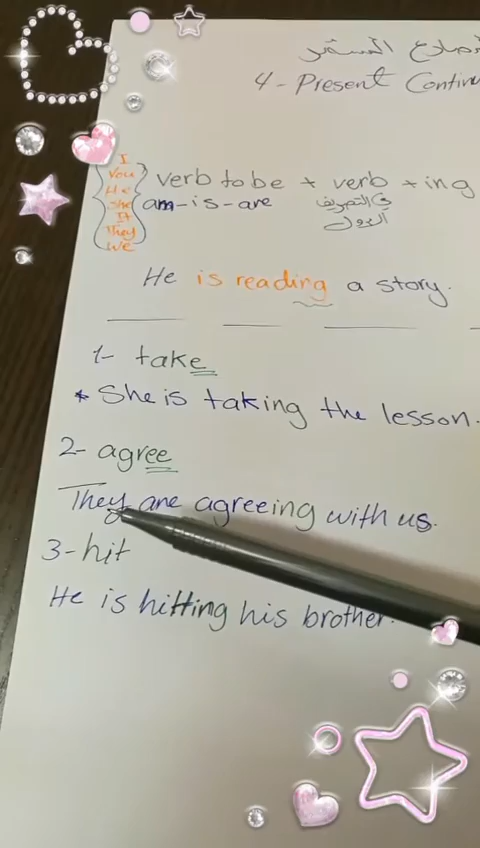 المضارع المستمر
4- Present Continu
I
You
He
She
It
They
We
verb to be + verb + ing
am-is-are
في التصريف
الاول
He is reading a story.
1- take
* She is taking the lesson.
2- agree
They are agreeing with us.
3- hit
He is hitting his brother.